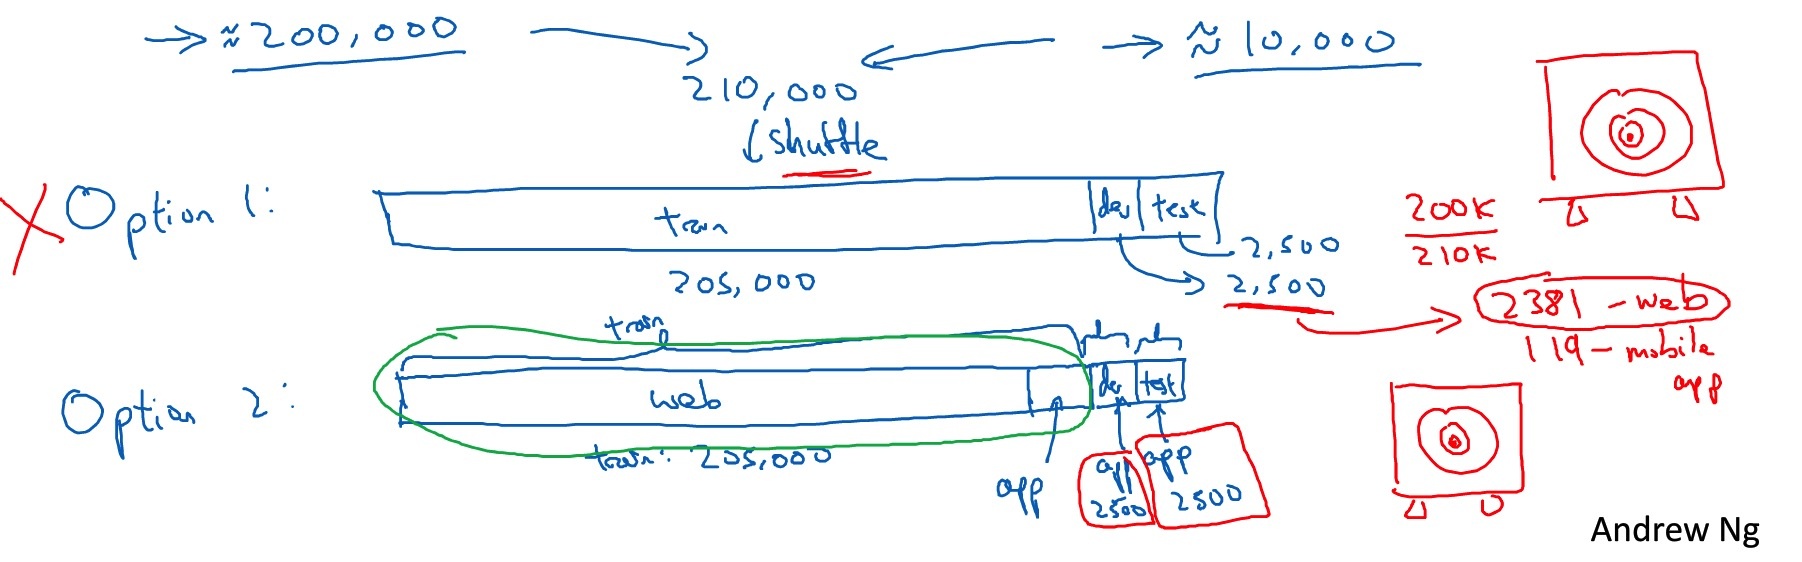 → ≈ 200,000
→ ≈ 10,000
210,000
↓ shuffle
X Option 1:
train
dev
test
200K
210K
2,500
205,000
2,500
2381 - web
119 - mobile
app
train
Option 2:
web
dev
test
train: 205,000
app
app
2500
app
2500
Andrew Ng